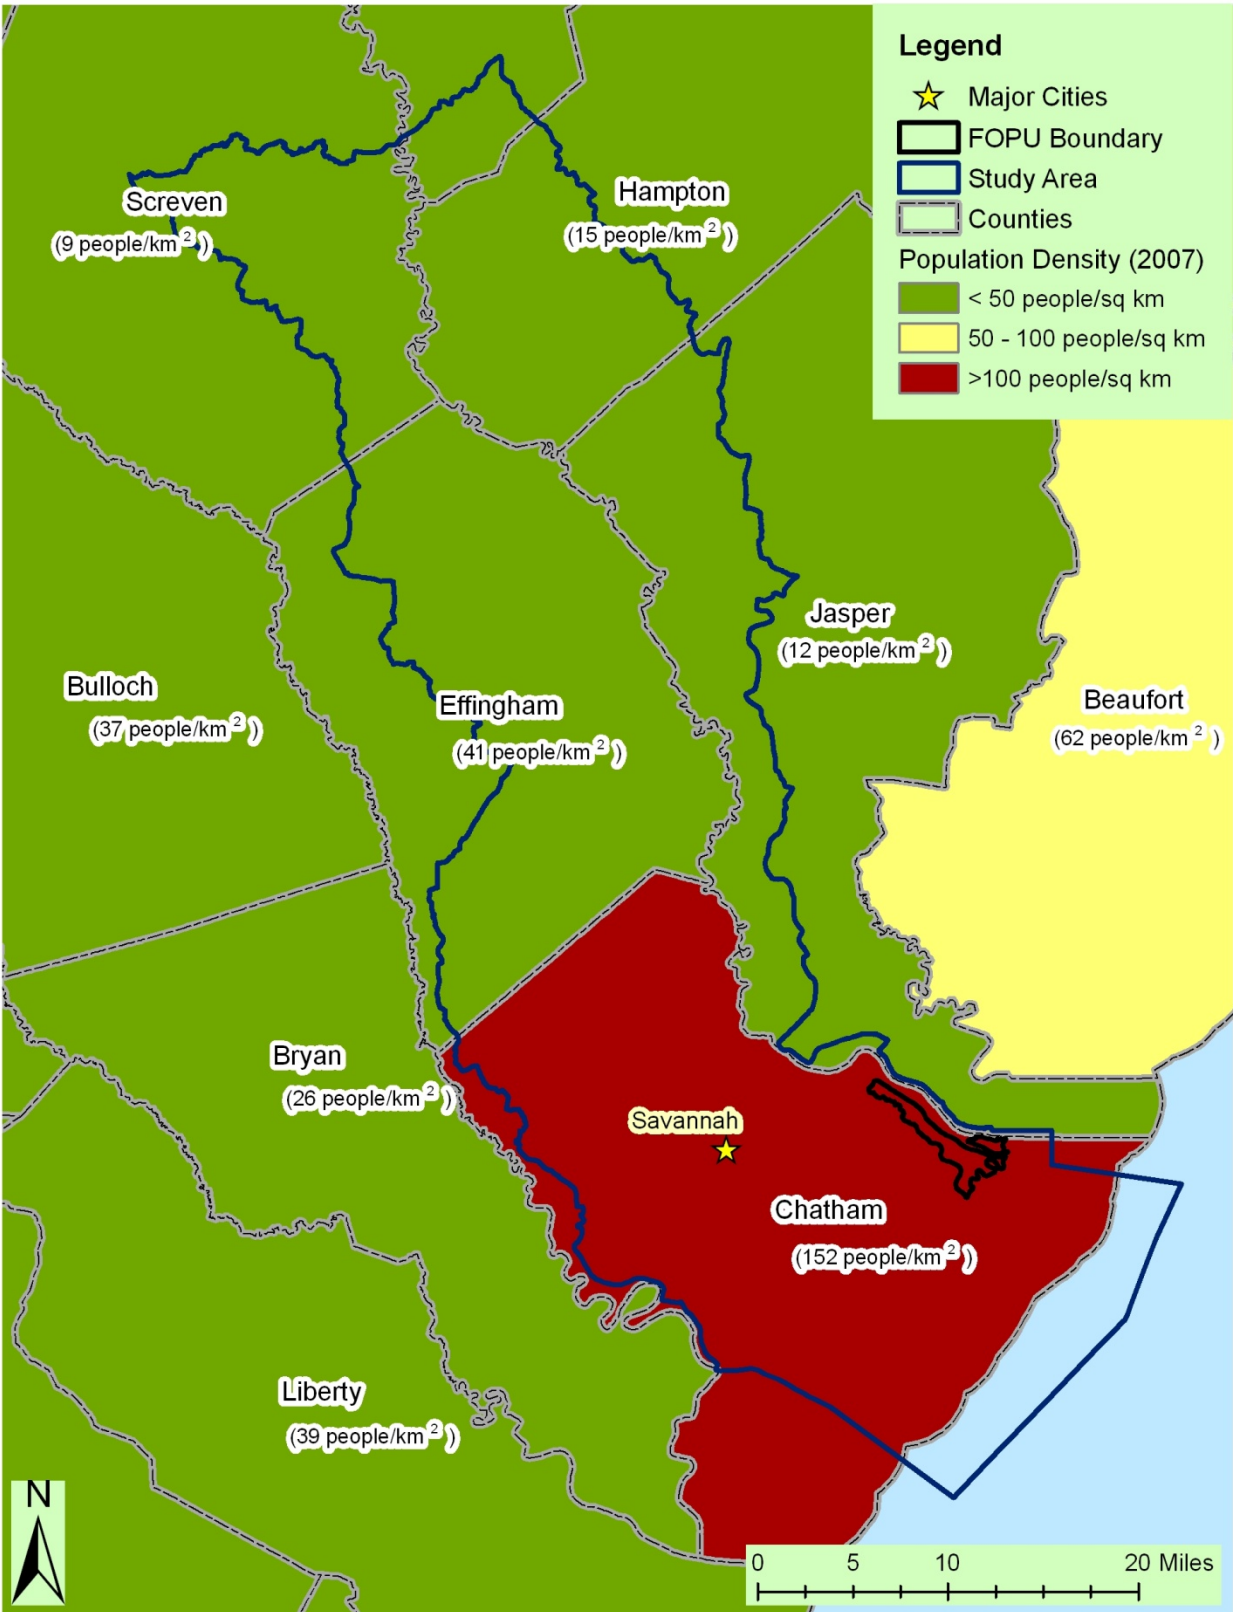 Legend
Major Cities
FOPU Boundary
Study Area
Counties
Population Density (2007)
< 50 people/sq km
50 - 100 people/sq km
>100 people/sq km
Screven
(9 people/km 2 )
Hampton
(15 people/km 2 )
Jasper
(12 people/km 2 )
Bulloch
(37 people/km 2 )
Effingham
(41 people/km 2 )
Beaufort
(62 people/km 2 )
Bryan
(26 people/km 2 )
Savannah
Chatham
(152 people/km 2 )
Liberty
(39 people/km 2 )
N
0 5 10 20 Miles